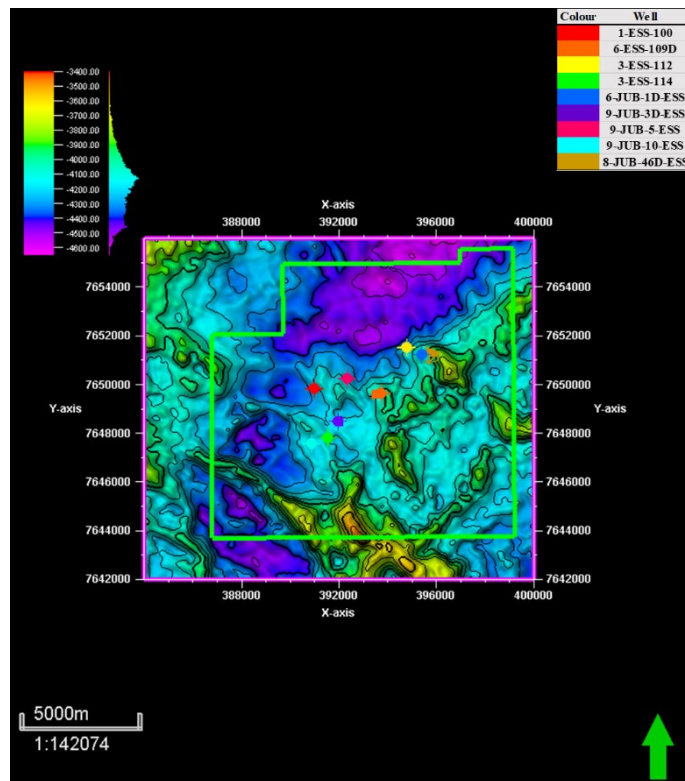 Colour Well
1-ESS-100
6-ESS-109D
3-ESS-112
3-ESS-114
6-JUB-1D-ESS
9-JUB-3D-ESS
9-JUB-5-ESS
9-JUB-10-ESS
8-JUB-46D-ESS
-3400.00
-3500.00
-3600.00
-3700.00
-3800.00
-3900.00
-4000.00
-4100.00
-4200.00
-4300.00
-4400.00
-4500.00
-4600.00
X-axis
388000 392000 396000 400000
7654000 7654000
7652000 7652000
7650000 7650000
Y-axis Y-axis
7648000 7648000
7646000 7646000
7644000 7644000
7642000 7642000
388000 392000 396000 400000
X-axis
5000m
1:142074